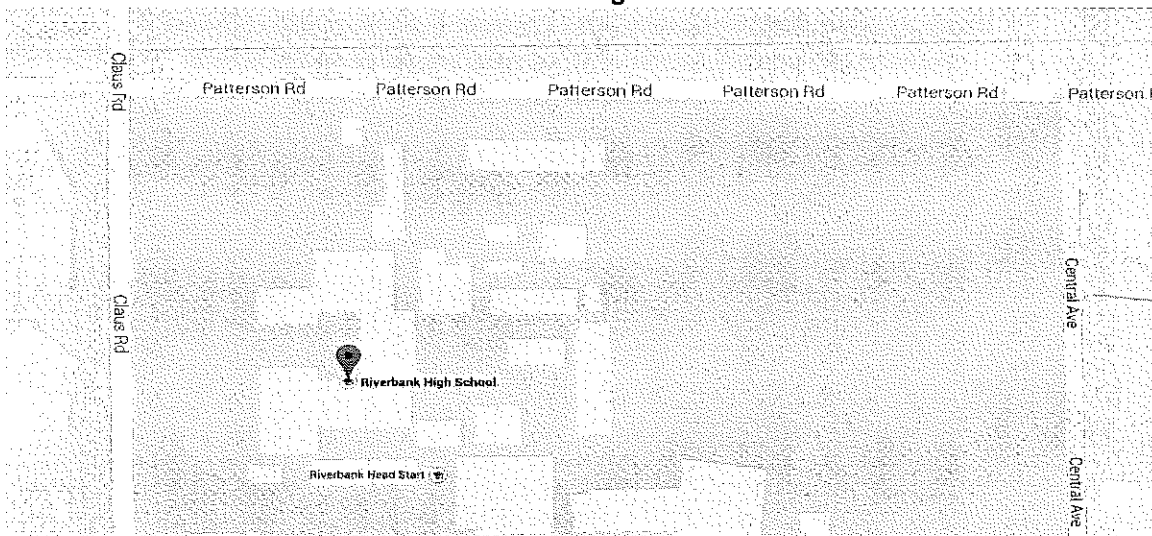 Claus Rd
Patterson Rd
Patterson Rd
Patterson Rd
Patterson Rd
Patterson Rd
Patterson
Central Ave
Claus Rd
Riverbank High School
Riverbank Head Start
Central Ave